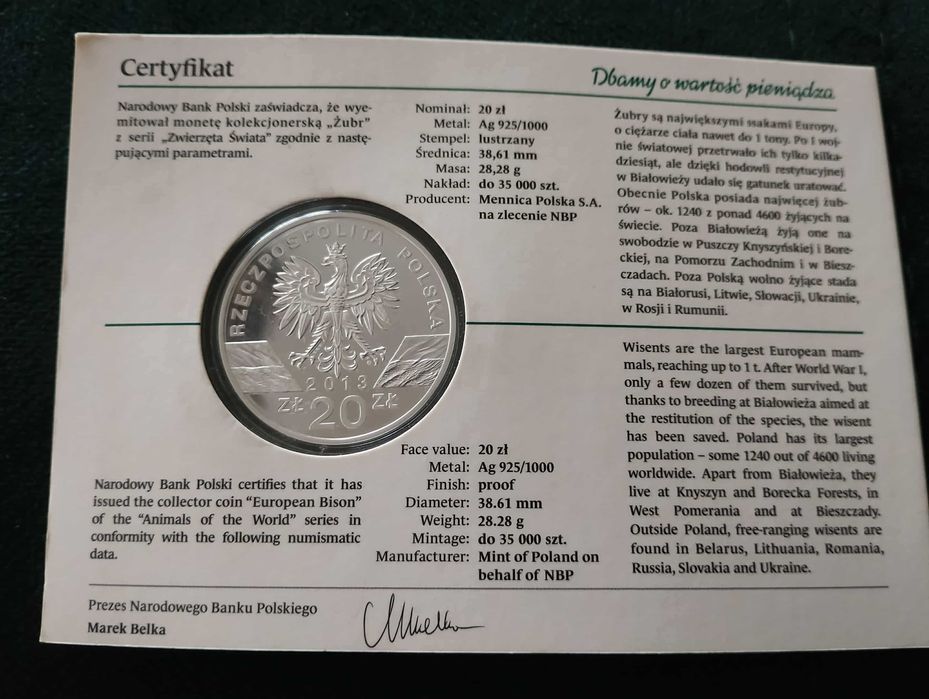 Certyfikat
Dbamy o wartość pieniądza
Narodowy Bank Polski zaświadcza, że wye-
mitował monetę kolekcjonerską „Żubr”
z serii „Zwierzęta Świata” zgodnie z nastę-
pującymi parametrami.
Nominał: 20 zł
Metal: Ag 925/1000
Stempel: lustrzany
Średnica: 38,61 mm
Masa: 28,28 g
Nakład: do 35 000 szt.
Producent: Mennica Polska S.A.
na zlecenie NBP
Żubry są największymi ssakami Europy,
o ciężarze ciała nawet do 1 tony. Po I woj-
nie światowej przetrwało ich tylko kilka-
dziesiąt, ale dzięki hodowli restytucyjnej
w Białowieży udało się gatunek uratować.
Obecnie Polska posiada najwięcej żub-
rów – ok. 1240 z ponad 4600 żyjących na
świecie. Poza Białowieżą żyją one na
swobodzie w Puszczy Knyszyńskiej i Bore-
ckiej, na Pomorzu Zachodnim i w Biesz-
czadach. Poza Polską wolno żyjące stada
są na Białorusi, Litwie, Słowacji, Ukrainie,
w Rosji i Rumunii.
RZECZPOSPOLITA POLSKA
2013
ZŁ 20 ZŁ
Narodowy Bank Polski certifies that it has
issued the collector coin “European Bison”
of the “Animals of the World” series in
conformity with the following numismatic
data.
Face value: 20 zł
Metal: Ag 925/1000
Finish: proof
Diameter: 38.61 mm
Weight: 28.28 g
Mintage: do 35 000 szt.
Manufacturer: Mint of Poland on
behalf of NBP
Wisents are the largest European mam-
mals, reaching up to 1 t. After World War I,
only a few dozen of them survived, but
thanks to breeding at Białowieża aimed at
the restitution of the species, the wisent
has been saved. Poland has its largest
population – some 1240 out of 4600 living
worldwide. Apart from Białowieża, they
live at Knyszyn and Borecka Forests, in
West Pomerania and at Bieszczady.
Outside Poland, free-ranging wisents are
found in Belarus, Lithuania, Romania,
Russia, Slovakia and Ukraine.
Prezes Narodowego Banku Polskiego
Marek Belka